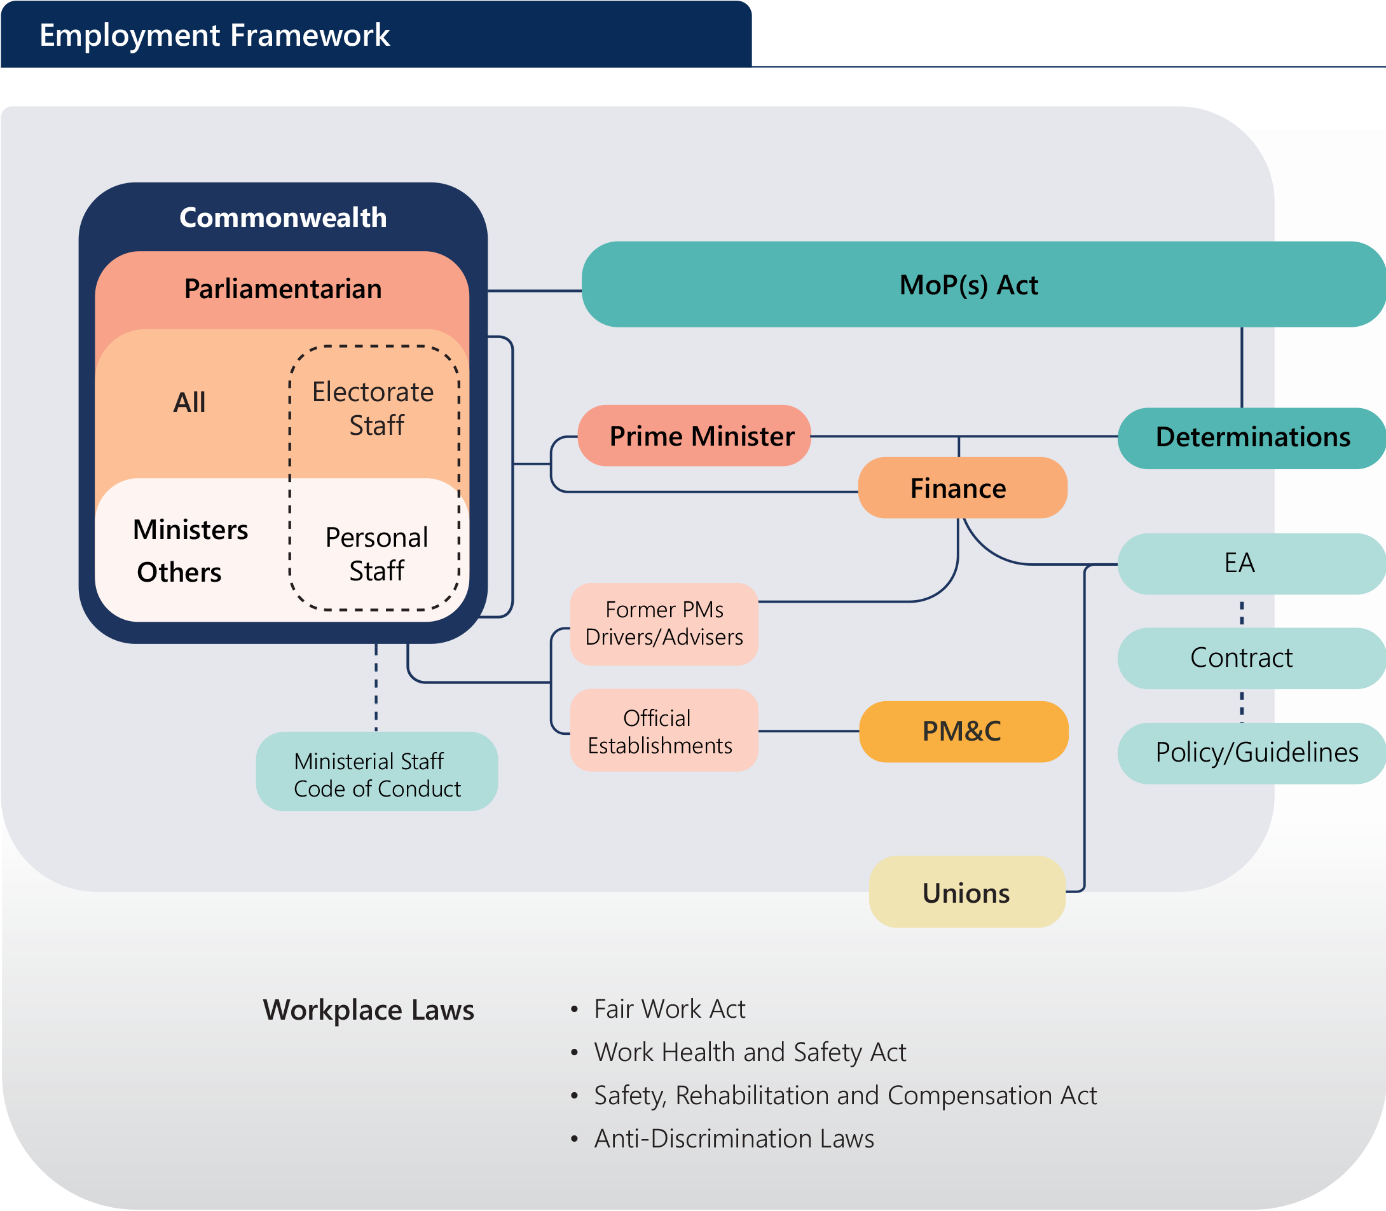 Employment Framework
Commonwealth
Parliamentarian
All
Electorate
Staff
Ministers
Others
Personal
Staff
MoP(s) Act
Prime Minister
Determinations
Finance
EA
Former PMs
Drivers/Advisers
Contract
Official
Establishments
PM&C
Policy/Guidelines
Ministerial Staff
Code of Conduct
Unions
Workplace Laws
• Fair Work Act
• Work Health and Safety Act
• Safety, Rehabilitation and Compensation Act
• Anti-Discrimination Laws